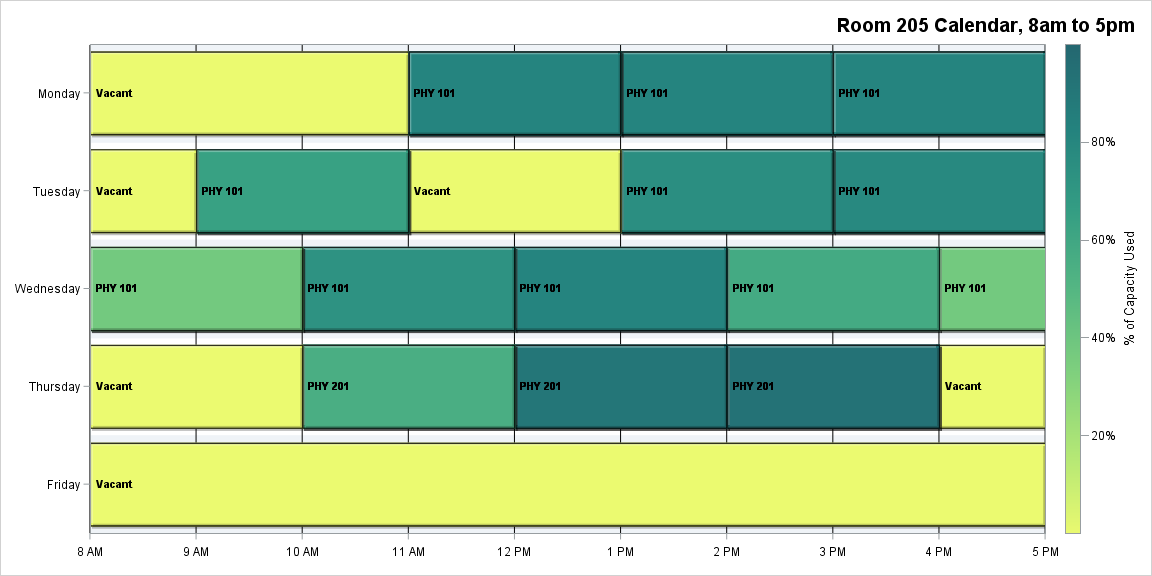 Room 205 Calendar, 8am to 5pm
Monday Vacant PHY 101 PHY 101 PHY 101
80%
Tuesday Vacant PHY 101 Vacant PHY 101 PHY 101
60%
% of Capacity Used
Wednesday PHY 101 PHY 101 PHY 101 PHY 101 PHY 101
40%
Thursday Vacant PHY 201 PHY 201 PHY 201 Vacant
20%
Friday Vacant
8 AM 9 AM 10 AM 11 AM 12 PM 1 PM 2 PM 3 PM 4 PM 5 PM